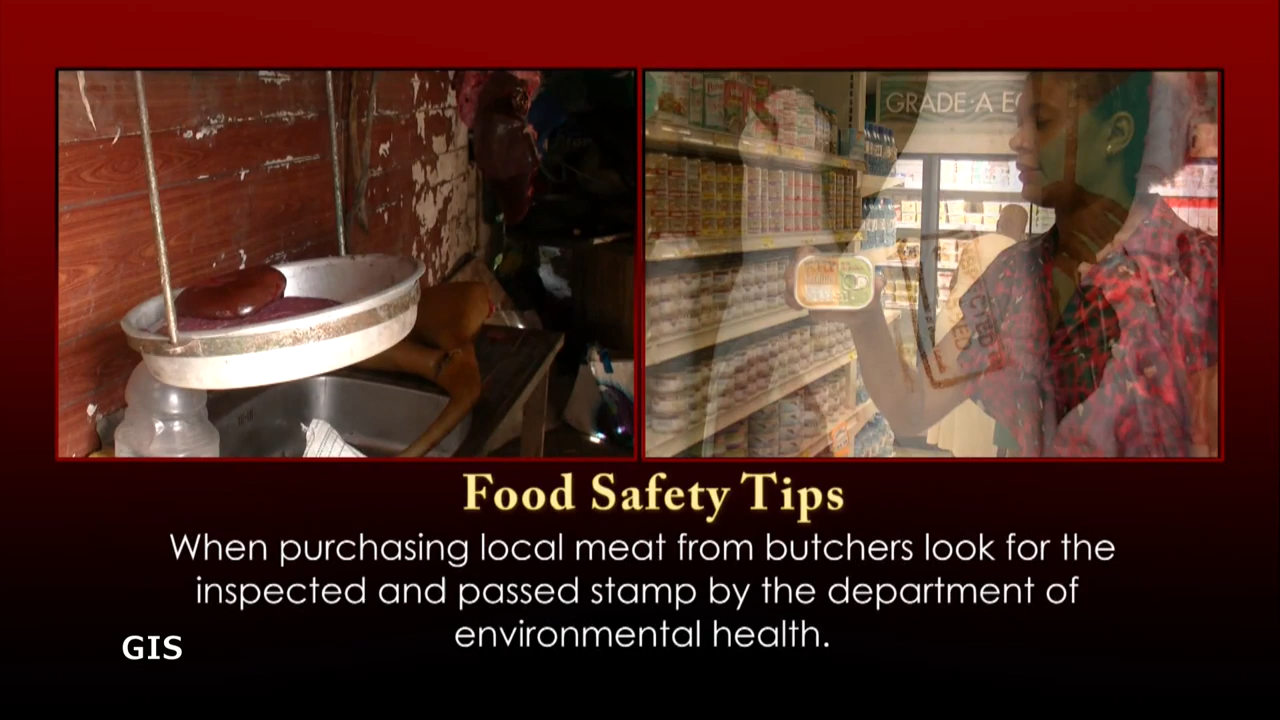 GRADE A
Food Safety Tips
When purchasing local meat from butchers look for the
inspected and passed stamp by the department of
environmental health.
GIS